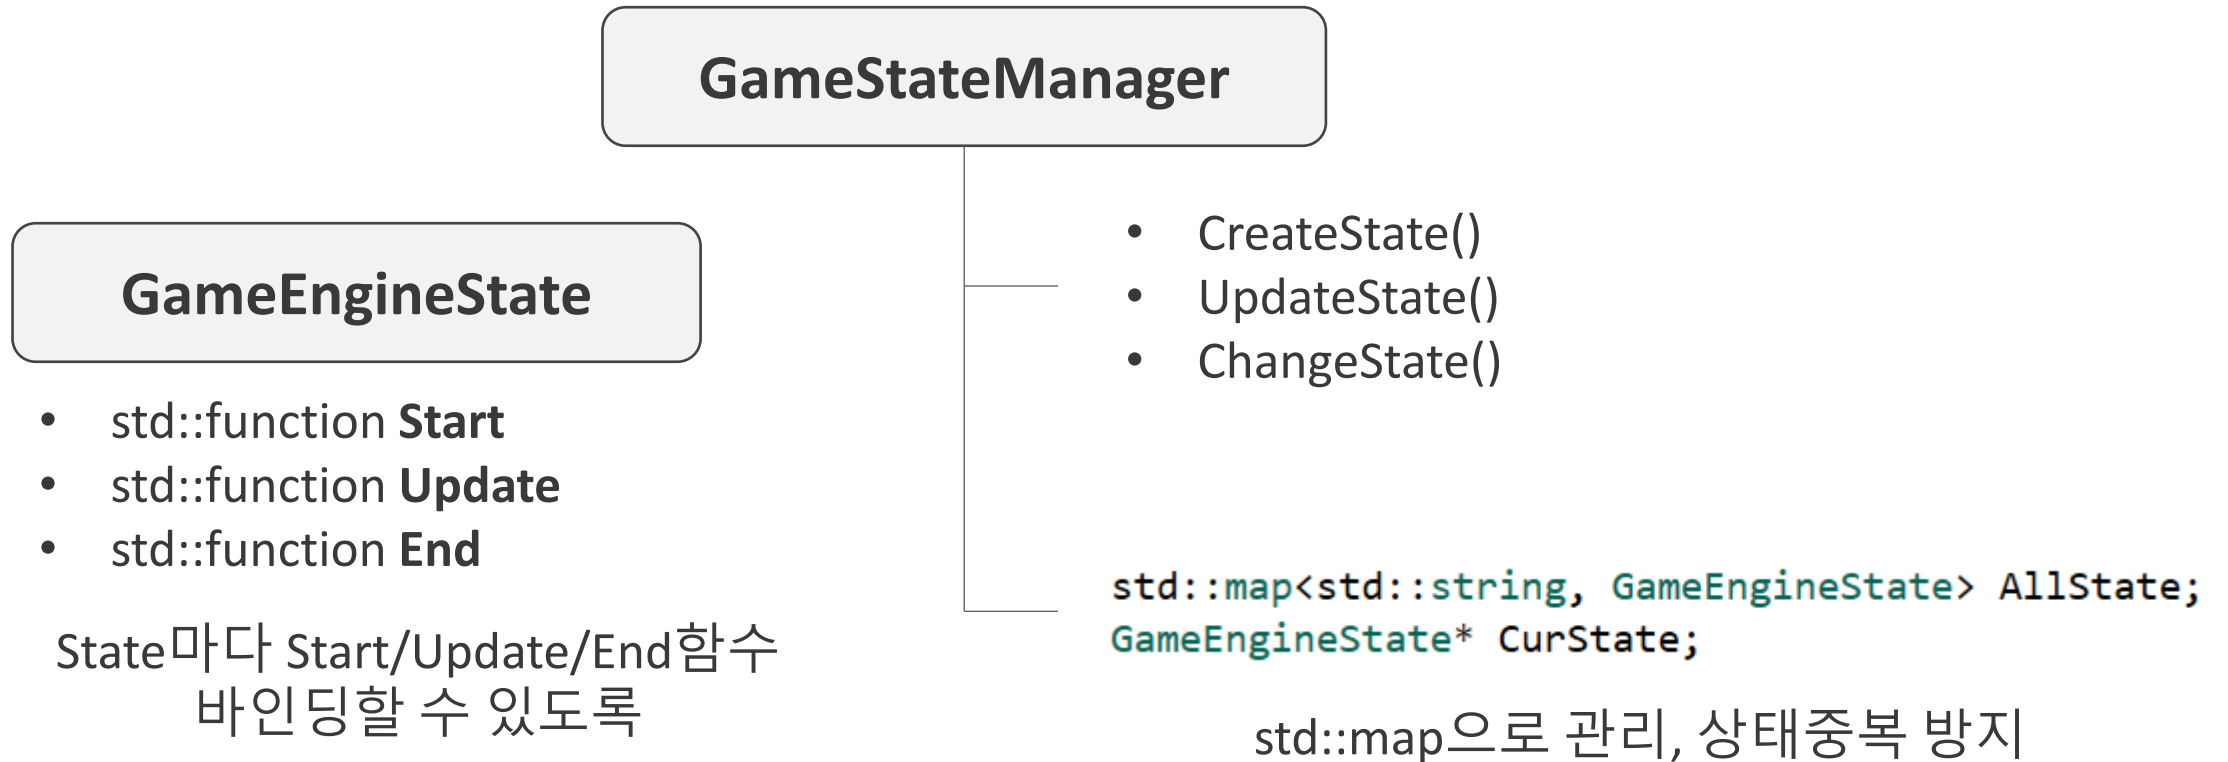 GameStateManager
GameEngineState
• std::function Start
• std::function Update
• std::function End
State마다 Start/Update/End함수
바인딩할 수 있도록
• CreateState()
• UpdateState()
• ChangeState()
std::map<std::string, GameEngineState> AllState;
GameEngineState* CurState;
std::map으로 관리, 상태중복 방지